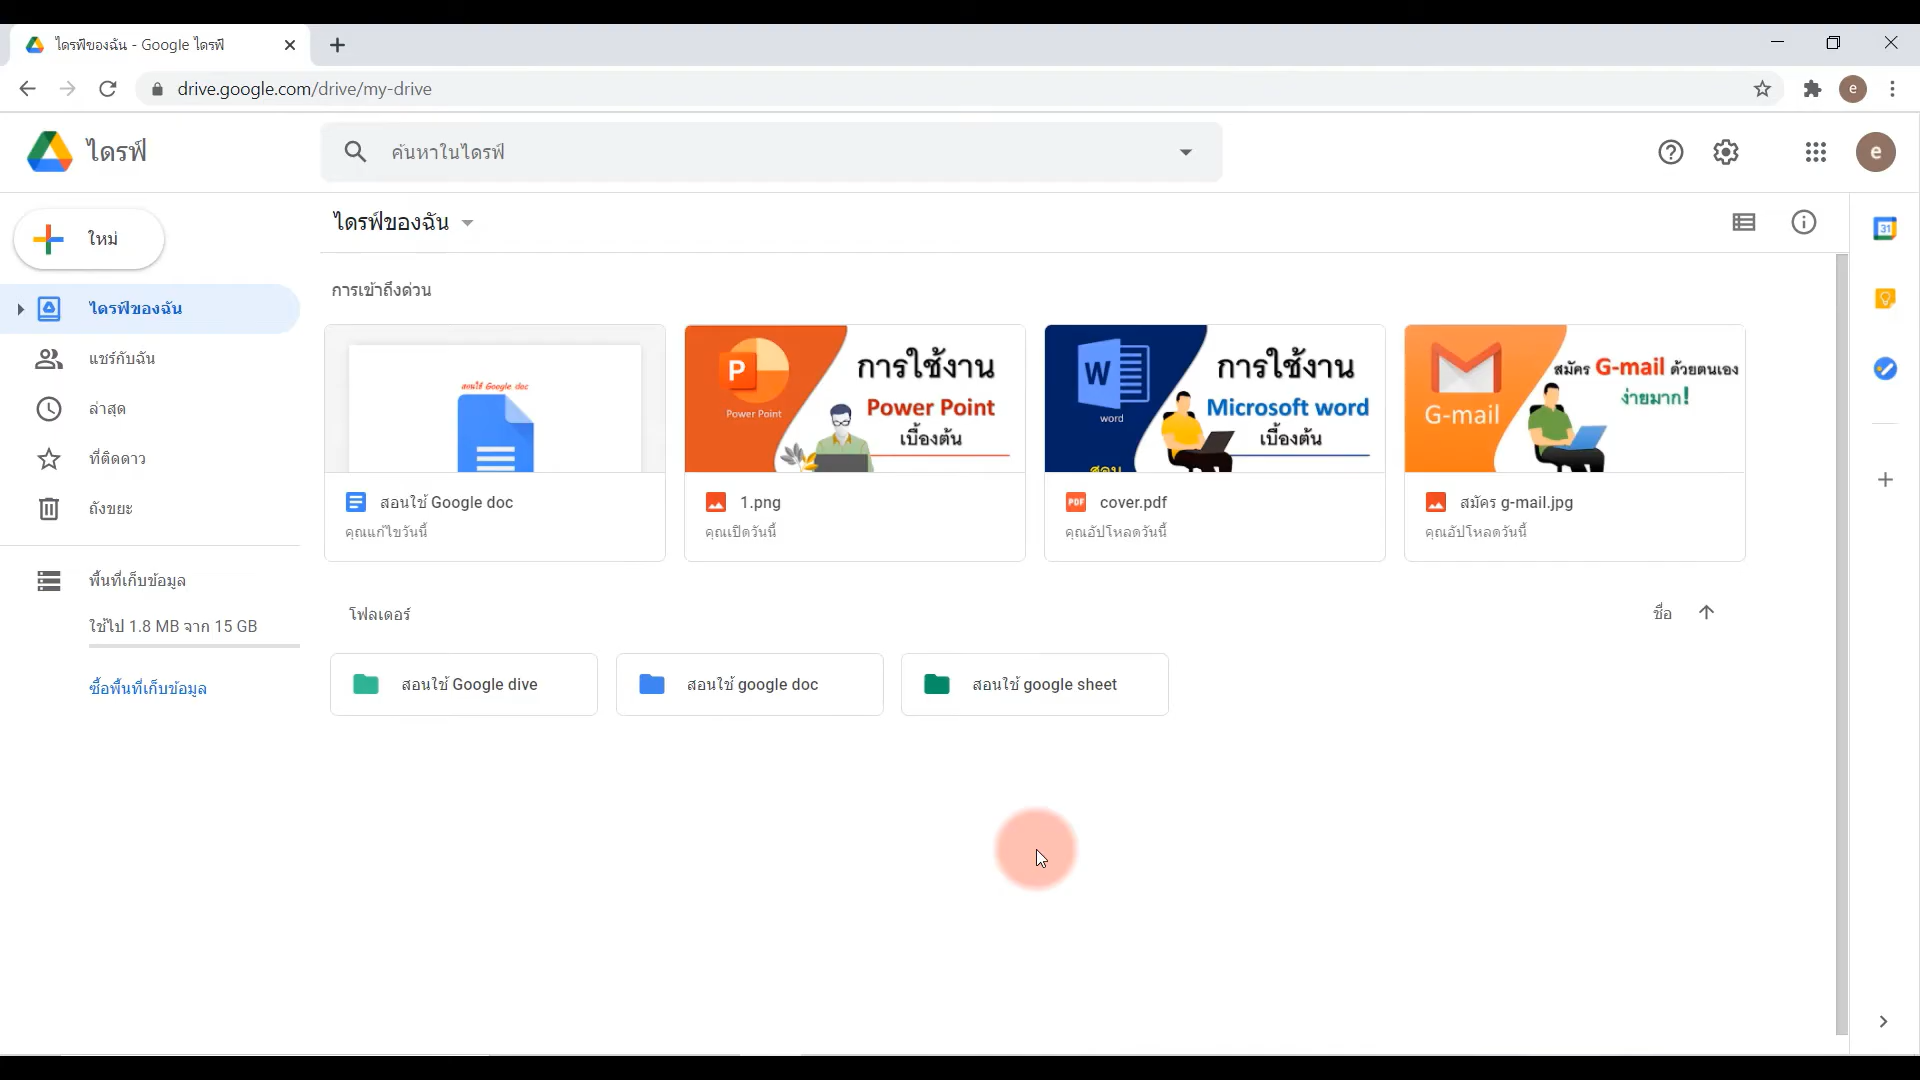 ไดรฟ์ของฉัน - Google ไดรฟ์
drive.google.com/drive/my-drive
e
ไดรฟ์
ค้นหาในไดรฟ์
e
ใหม่
ไดรฟ์ของฉัน
31
ไดรฟ์ของฉัน
แชร์กับฉัน
ล่าสุด
ที่ติดดาว
ถังขยะ
พื้นที่เก็บข้อมูล
ใช้ไป 1.8 MB จาก 15 GB
ซื้อพื้นที่เก็บข้อมูล
การเข้าถึงด่วน
สอนใช้ Google doc
สอนใช้ Google doc
คุณแก้ไขวันนี้
P
Power Point
การใช้งาน
Power Point
เบื้องต้น
1.png
คุณเปิดวันนี้
W
word
การใช้งาน
Microsoft word
เบื้องต้น
สอน
PDF
cover.pdf
คุณอัปโหลดวันนี้
G-mail
สมัคร G-mail ด้วยตนเอง
ง่ายมาก!
สมัคร g-mail.jpg
คุณอัปโหลดวันนี้
โฟลเดอร์
ชื่อ
สอนใช้ Google dive
สอนใช้ google doc
สอนใช้ google sheet